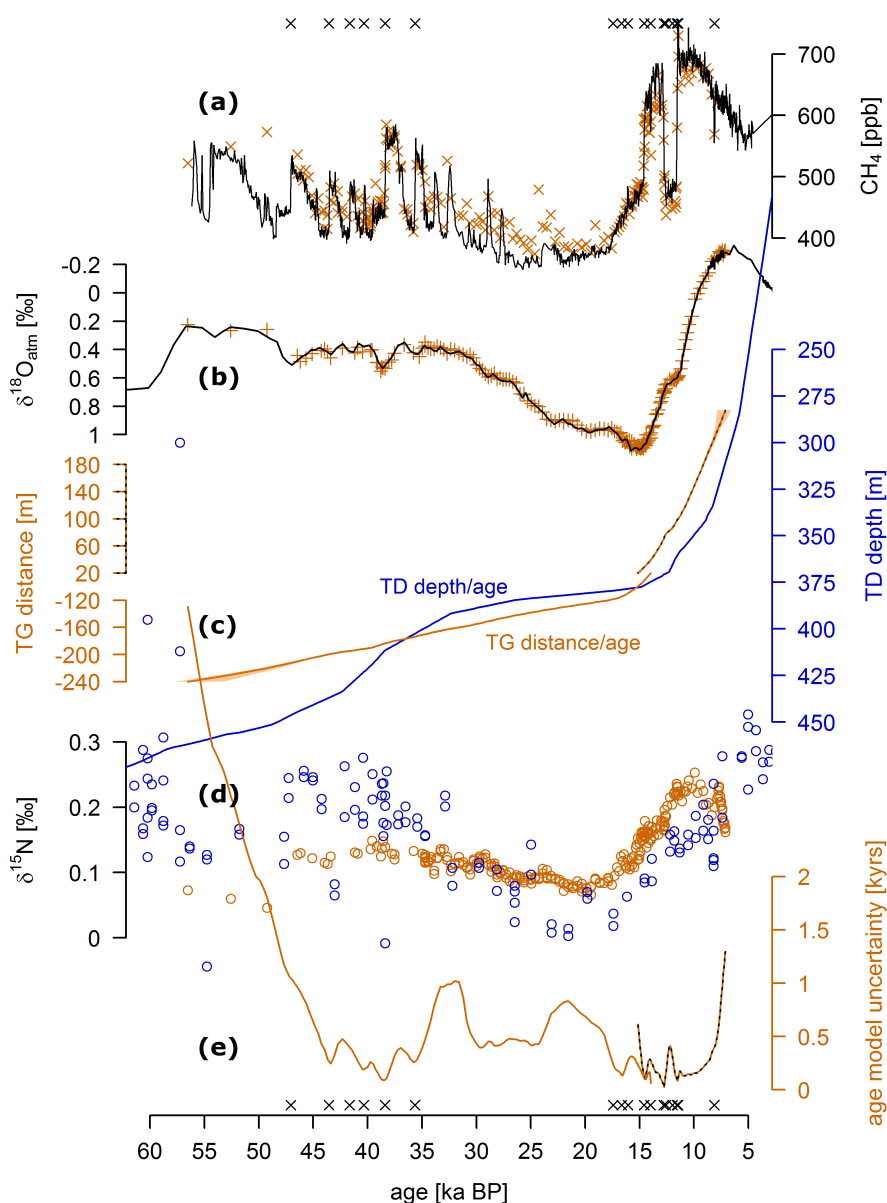 (a)
700
600
500
400
CH4 [ppb]
-0.2
0
0.2
0.4
0.6
0.8
1
δ18Oatm [‰]
(b)
250
275
300
325
350
375
400
425
450
TD depth [m]
180
140
100
60
20
-120
-160
-200
-240
TG distance [m]
TD depth/age
(c)
TG distance/age
0.3
0.2
0.1
0
δ15N [‰]
(d)
2
1.5
1
0.5
0
age model uncertainty [kyrs]
(e)
60 55 50 45 40 35 30 25 20 15 10 5
age [ka BP]